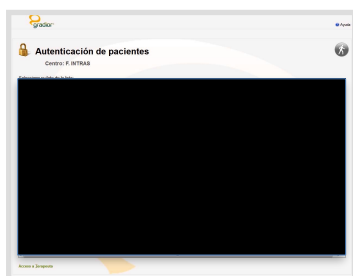 gradior
Ayuda
Autenticación de pacientes
Centro: F. INTRAS
Acceso a Terapeuta